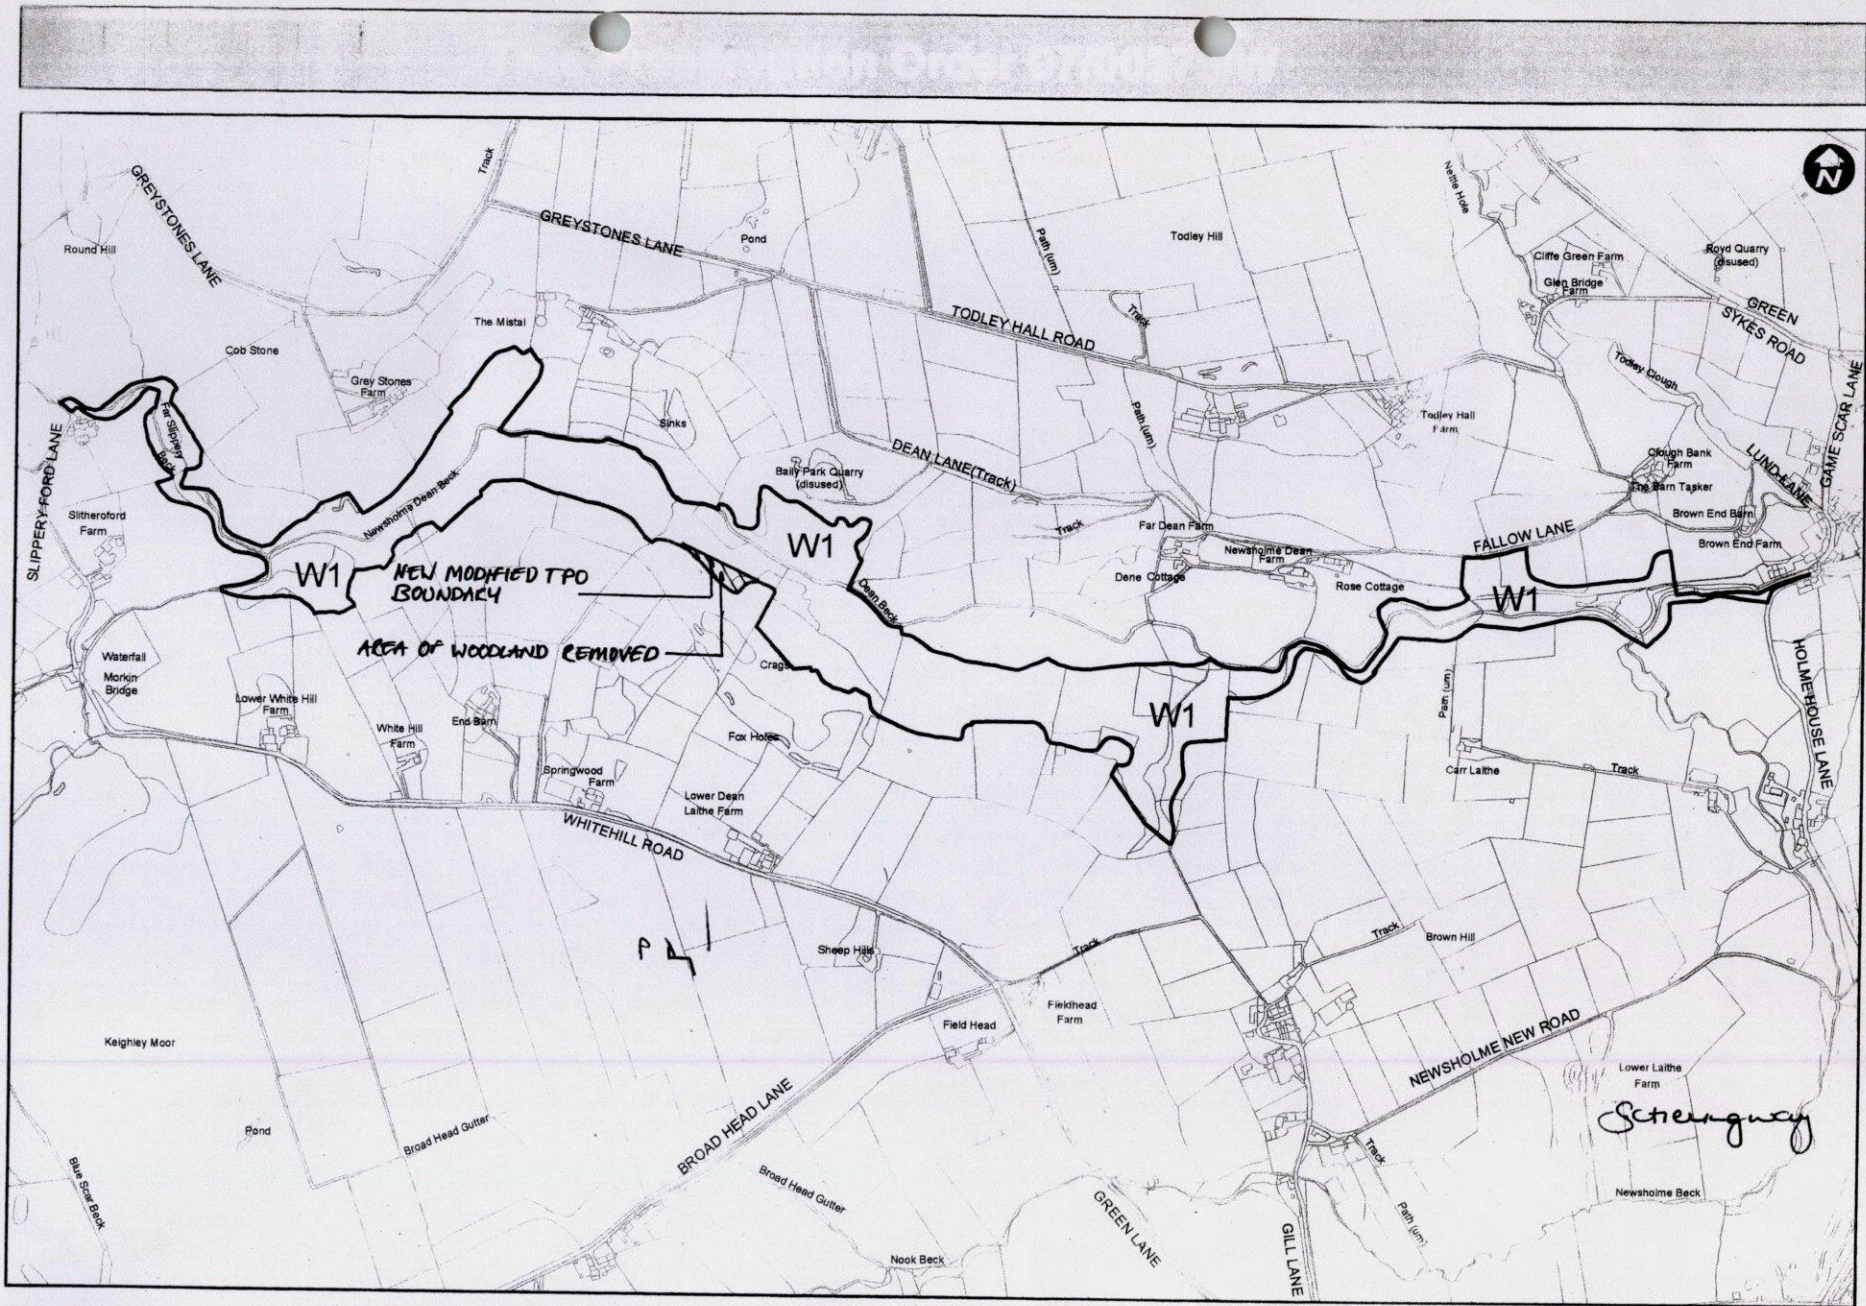 GREYSTONES LANE
Track
GREYSTONES LANE
Pond
Path (um)
Todley Hill
Nettle Hole
Cliffe Green Farm
Glen Bridge
Farm
Royd Quarry
(disused)
N
Round Hill
GREEN
SYKES ROAD
The Mistal
TODLEY HALL ROAD
Track
Cob Stone
Grey Stones
Farm
Todley Clough
GAME SCAR LANE
Far Slippery
Beck
Sinks
Path (um)
Todley Hall
Farm
SLIPPERY FORD LANE
DEAN LANE(Track)
Baily Park Quarry
(disused)
Clough Bank
Farm
LUND LANE
The Barn Tasker
Newsholme Dean Beck
Slitheroford
Farm
Track
Far Dean Farm
Brown End Barn
FALLOW LANE
Brown End Farm
W1
Newsholme Dean
Farm
W1
NEW MODIFIED TPO
BOUNDARY
Dene Cottage
Rose Cottage
Dean Beck
W1
AREA OF WOODLAND REMOVED
Waterfall
Morkin
Bridge
Crags
HOLME HOUSE LANE
Lower White Hill
Farm
W1
Path (um)
White Hill
Farm
End Barn
Fox Holes
Springwood
Farm
Carr Laithe
Track
Lower Dean
Laithe Farm
WHITEHILL ROAD
Sheep Hills
Track
Track
Brown Hill
Fieldhead
Farm
Field Head
Keighley Moor
NEWSHOLME NEW ROAD
Lower Laithe
Farm
Pond
Broad Head Gutter
BROAD HEAD LANE
Track
Blue Scar Beck
Broad Head Gutter
GREEN LANE
Path (um)
Newsholme Beck
Nook Beck
GILL LANE